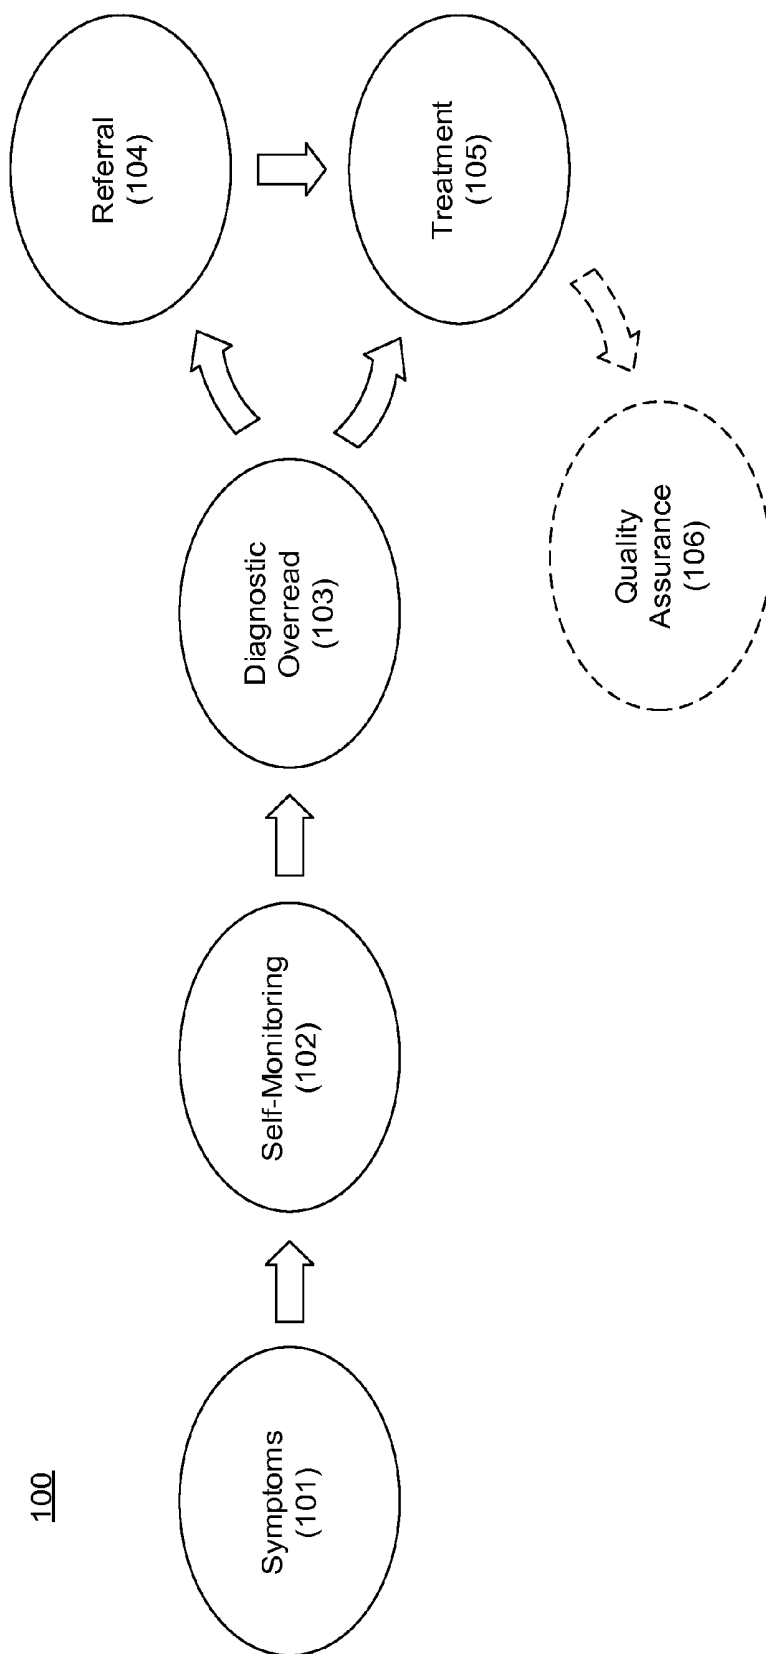 100
Symptoms
(101)
Self-Monitoring
(102)
Diagnostic
Overread
(103)
Referral
(104)
Treatment
(105)
Quality
Assurance
(106)